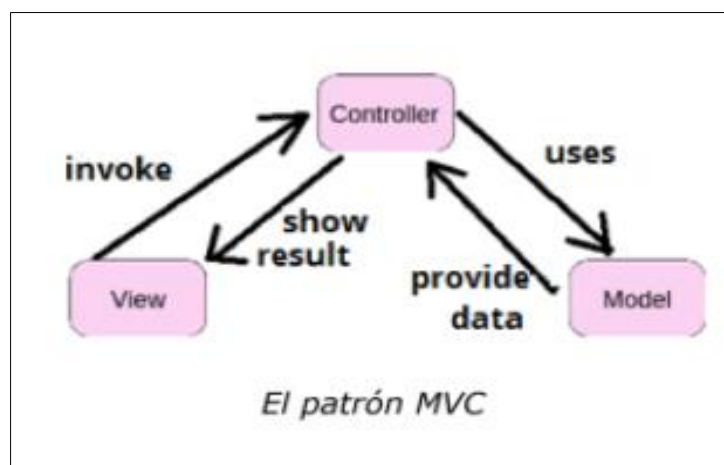 Controller
invoke
uses
show
result
provide
data
View
Model
El patrón MVC